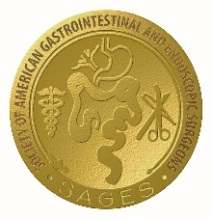 SOCIETY OF AMERICAN GASTROINTESTINAL AND ENDOSCOPIC SURGEONS
· SAGES ·